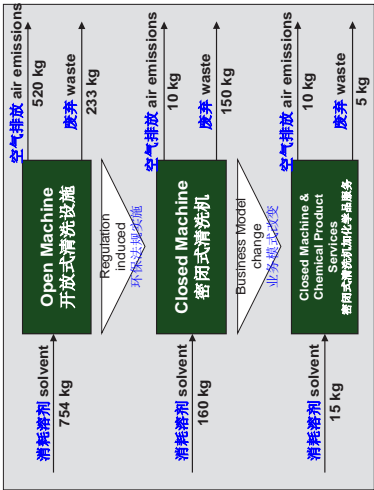 空气排放 air emissions
520 kg
废弃 waste
233 kg
Open Machine
开放式清洗设施
消耗溶剂 solvent
754 kg
Regulation
induced
环保法规实施
空气排放 air emissions
10 kg
废弃 waste
150 kg
Closed Machine
密闭式清洗机
消耗溶剂 solvent
160 kg
Business Model
change
业务模式改变
空气排放 air emissions
10 kg
废弃 waste
5 kg
Closed Machine &
Chemical Product
Services
密闭式清洗机加化学品服务
消耗溶剂 solvent
15 kg